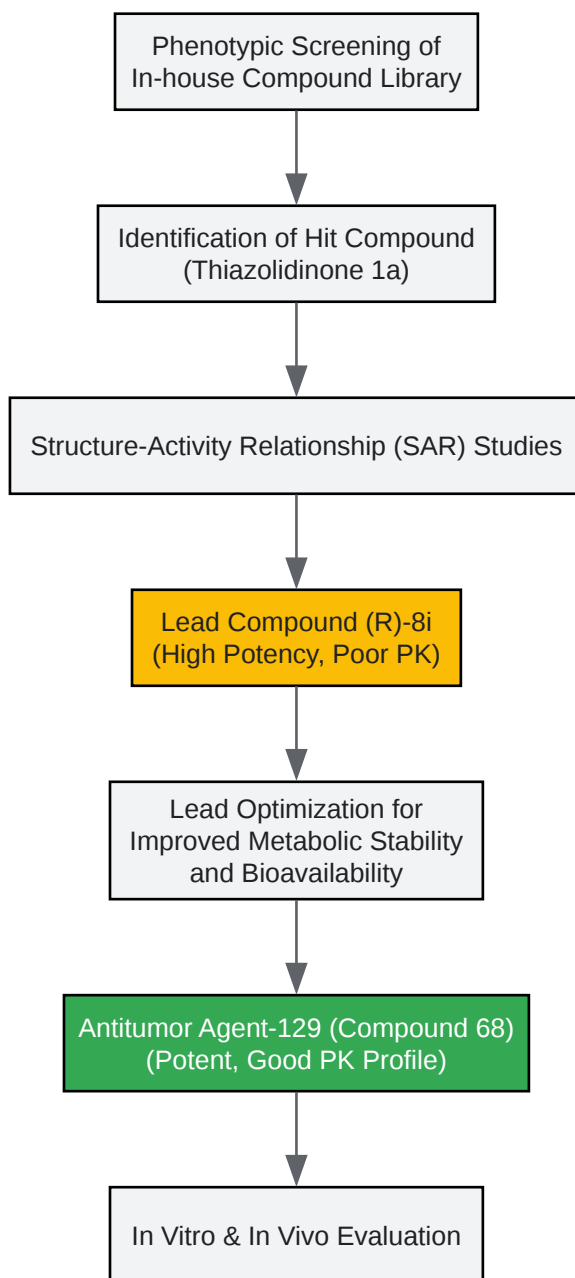 Phenotypic Screening of
In-house Compound Library
Identification of Hit Compound
(Thiazolidinone 1a)
Structure-Activity Relationship (SAR) Studies
Lead Compound (R)-8i
(High Potency, Poor PK)
Lead Optimization for
Improved Metabolic Stability
and Bioavailability
Antitumor Agent-129 (Compound 68)
(Potent, Good PK Profile)
In Vitro & In Vivo Evaluation